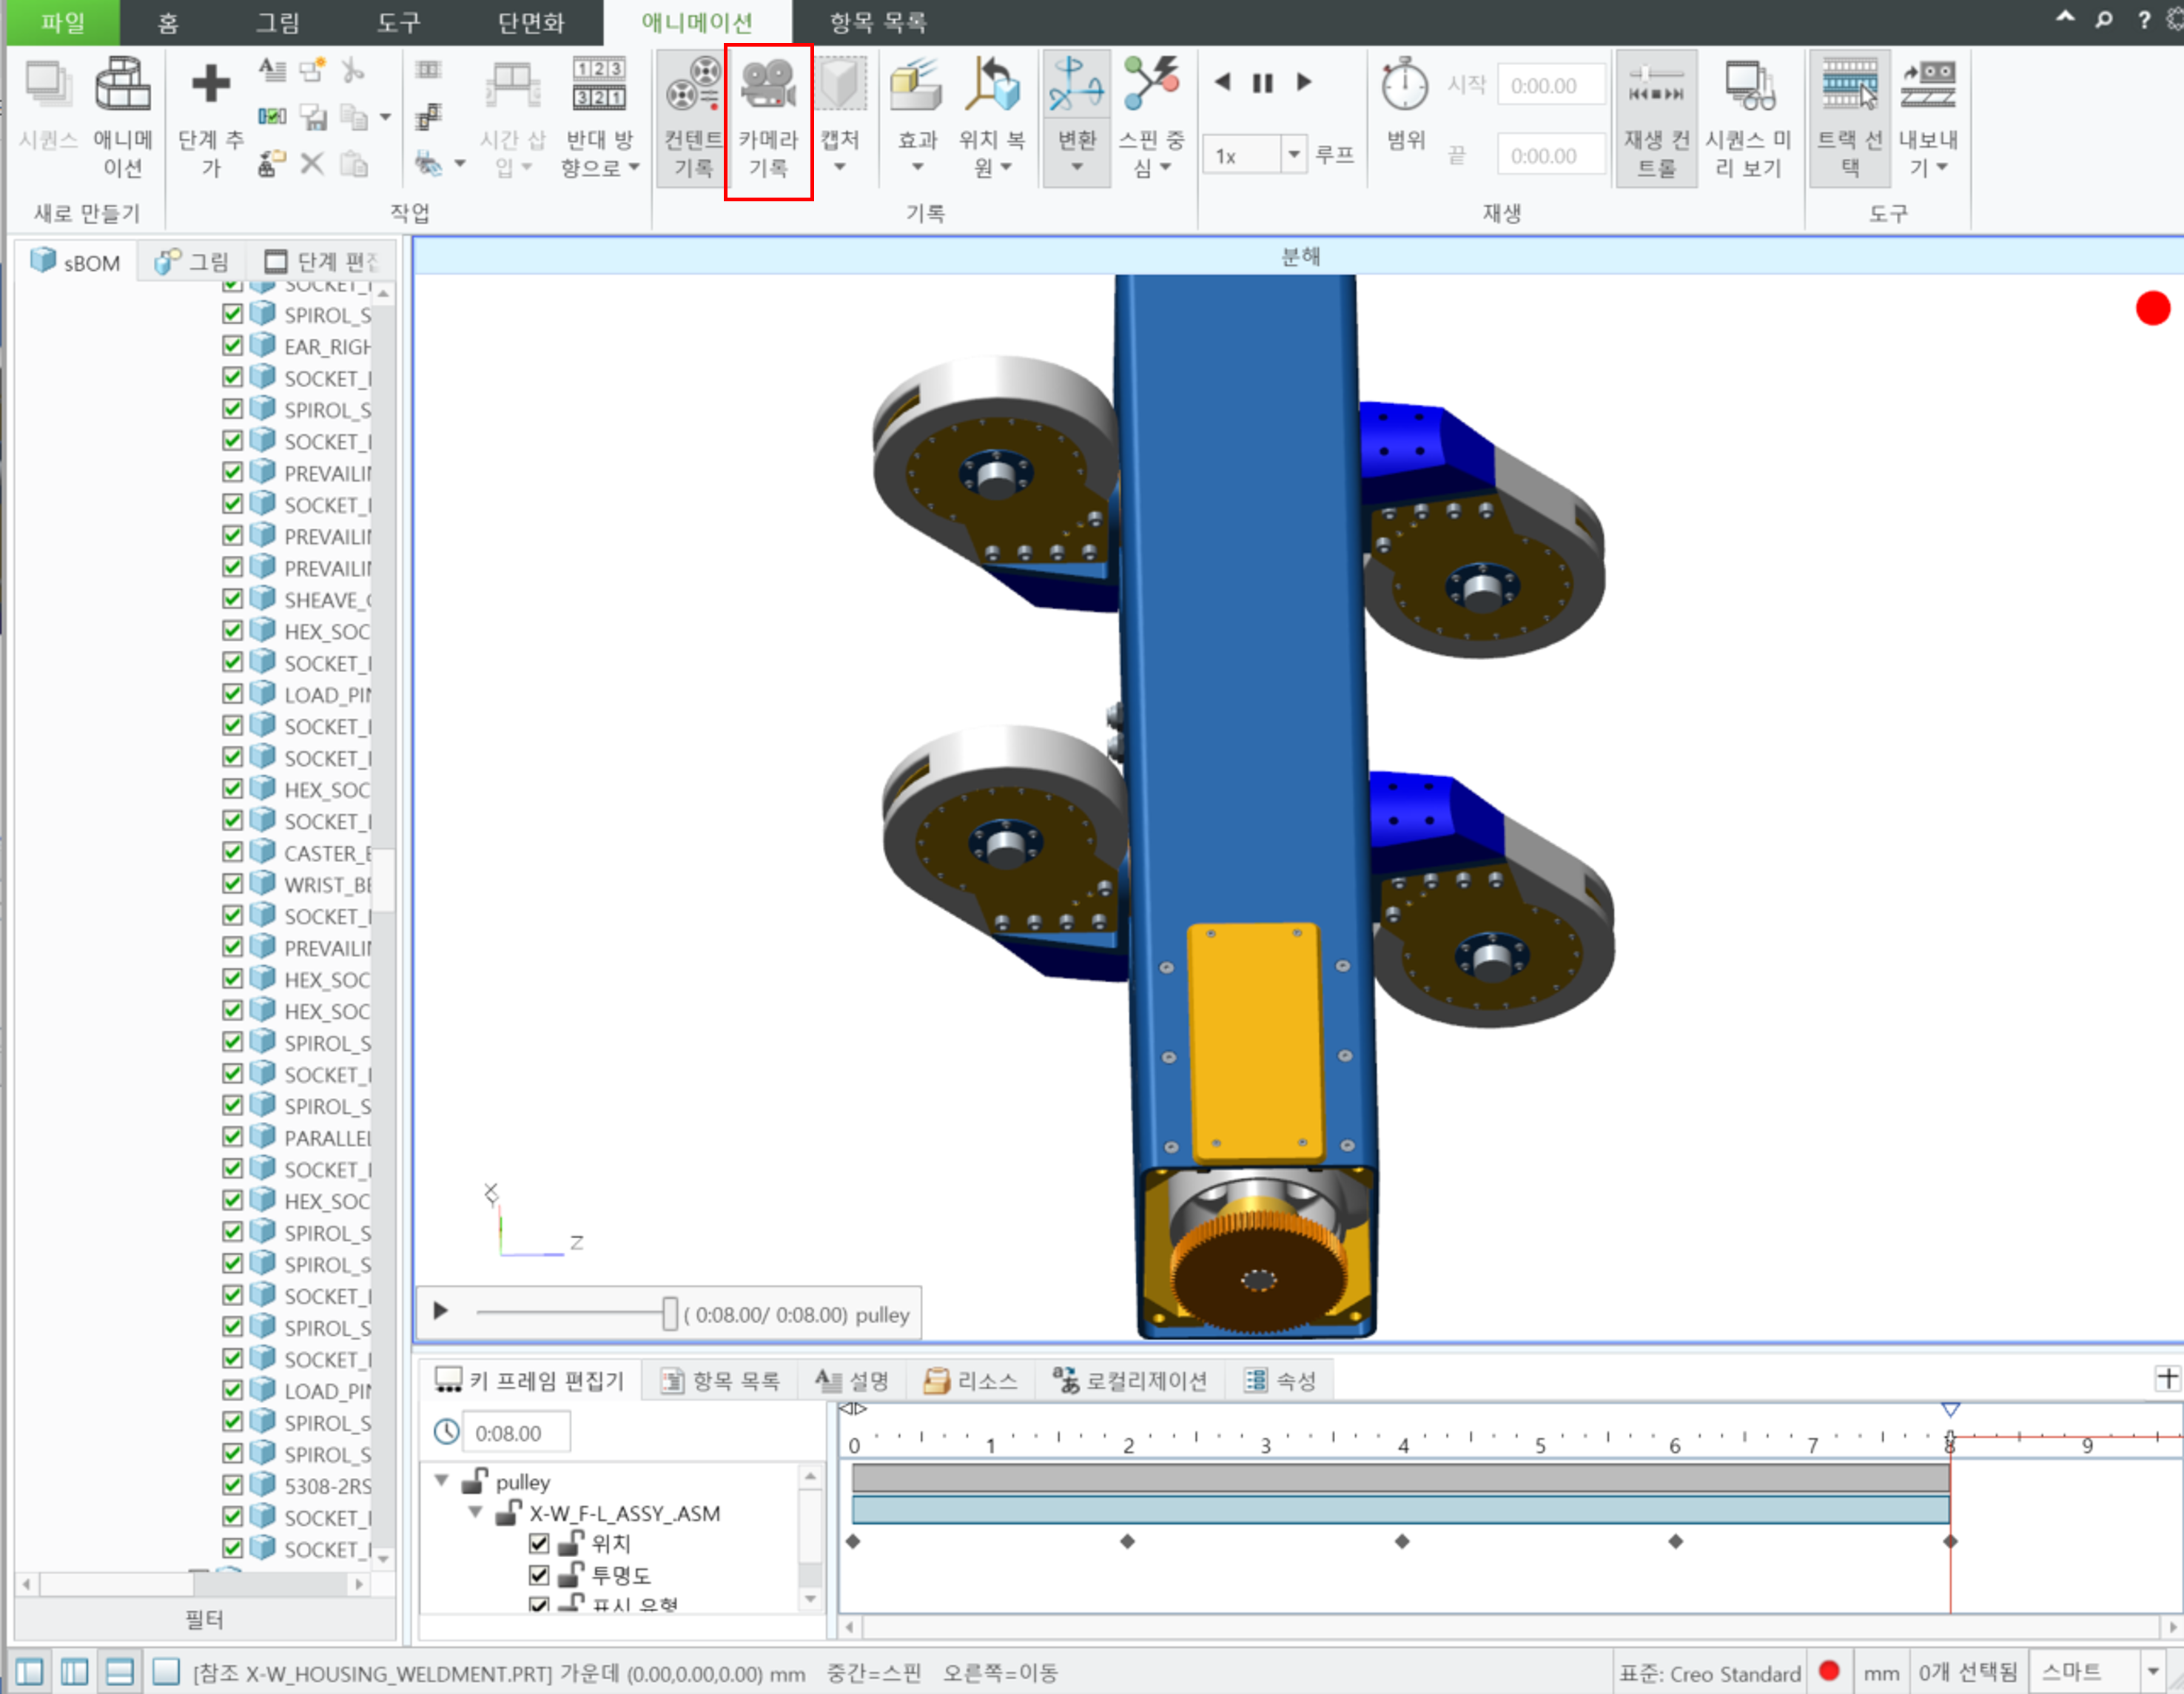 파일 홈 그림 도구 단면화 애니메이션 항목 목록
시퀀스 애니메이션 단계 추가 시간 삽입 반대 방향으로 컨텐트 기록 카메라 기록 캡처 효과 위치 복원 변환 스핀 중심
1x 루프
범위
시작 0:00.00
끝 0:00.00
재생 컨트롤 시퀀스 미리 보기 트랙 선택 내보내기
새로 만들기 작업 기록 재생 도구
sBOM 그림 단계 편집
분해
SOCKET_
SPIROL_S
EAR_RIGH
SOCKET_
SPIROL_S
SOCKET_
PREVAILI
SOCKET_
PREVAILI
PREVAILI
SHEAVE_
HEX_SOC
SOCKET_
LOAD_PI
SOCKET_
SOCKET_
HEX_SOC
SOCKET_
CASTER_
WRIST_B
SOCKET_
PREVAILI
HEX_SOC
HEX_SOC
SPIROL_S
SOCKET_
SPIROL_S
PARALLE
SOCKET_
HEX_SOC
SPIROL_S
SPIROL_S
SOCKET_
SPIROL_S
SOCKET_
LOAD_PI
SPIROL_S
SPIROL_S
5308-2RS
SOCKET_
SOCKET_
필터
X
Y
Z
( 0:08.00/ 0:08.00) pulley
키 프레임 편집기 항목 목록 설명 리소스 로컬리제이션 속성
0:08.00
0 1 2 3 4 5 6 7 8 9
pulley
X-W_F-L_ASSY_.ASM
위치
투명도
표시 유형
[참조 X-W_HOUSING_WELDMENT.PRT] 가운데 (0.00,0.00,0.00) mm 중간=스핀 오른쪽=이동 표준: Creo Standard mm 0개 선택됨 스마트